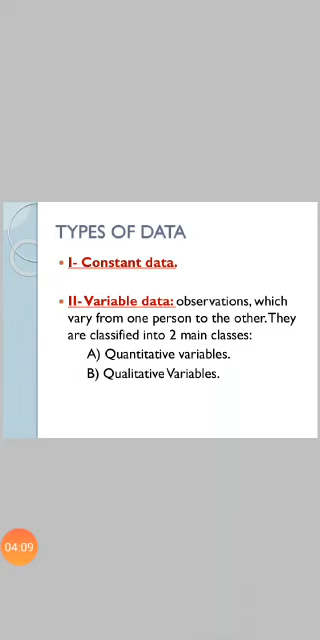 TYPES OF DATA
• I- Constant data.
• II- Variable data: observations, which
vary from one person to the other. They
are classified into 2 main classes:
A) Quantitative variables.
B) Qualitative Variables.
04:09